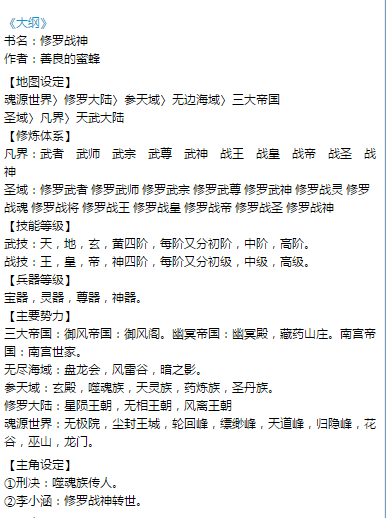 《大纲》
书名：修罗战神
作者：善良的蜜蜂
【地图设定】
魂源世界〉修罗大陆〉参天域〉无边海域〉三大帝国
圣域〉凡界〉天武大陆
【修炼体系】
凡界：武者 武师 武宗 武尊 武神 战王 战皇 战帝 战圣 战
神
圣域：修罗武者 修罗武师 修罗武宗 修罗武尊 修罗武神 修罗战灵 修罗
战魂 修罗战将 修罗战王 修罗战皇 修罗战帝 修罗战圣 修罗战神
【技能等级】
武技：天，地，玄，黄四阶，每阶又分初阶，中阶，高阶。
战技：王，皇，帝，神四阶，每阶又分初级，中级，高级。
【兵器等级】
宝器，灵器，尊器，神器。
【主要势力】
三大帝国：御风帝国：御风阁。幽冥帝国：幽冥殿，藏药山庄。南宫帝
国：南宫世家。
无尽海域：盘龙会，风雷谷，暗之影。
参天域：玄殿，噬魂族，天灵族，药炼族，圣丹族。
修罗大陆：星陨王朝，无相王朝，风离王朝
魂源世界：无极院，尘封王城，轮回峰，缥缈峰，天道峰，归隐峰，花
谷，巫山，龙门。
【主角设定】
①刑决：噬魂族传人。
②李小涵：修罗战神转世。